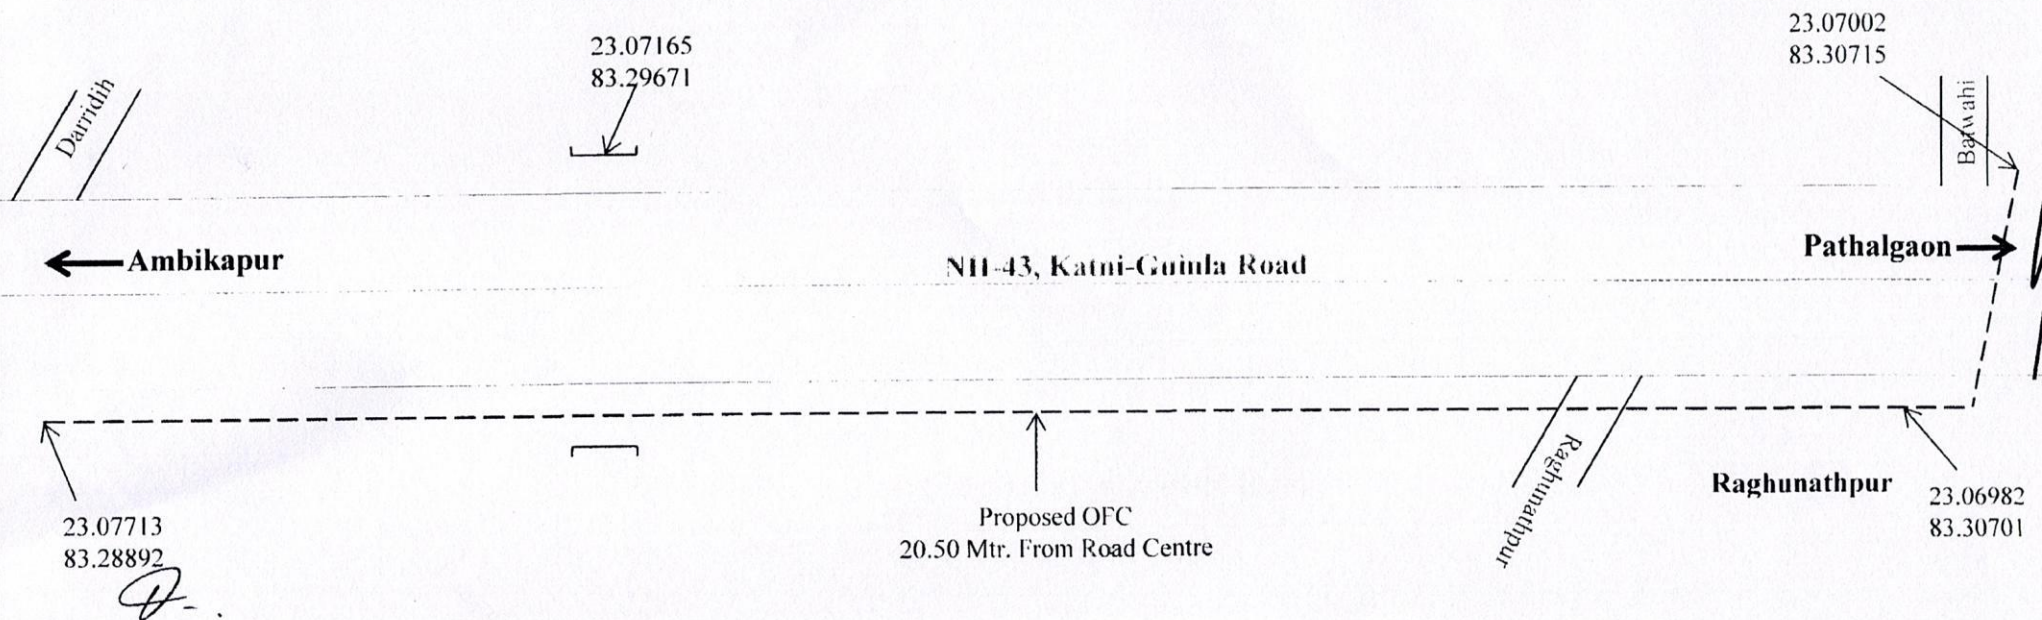 23.07002
83.30715
23.07165
83.29671
Darridih
Batwahi
Ambikapur
NH-43, Katni-Gumla Road
Pathalgaon
Raghunathpur
Raghunathpur
23.06982
83.30701
23.07713
83.28892
Proposed OFC
20.50 Mtr. From Road Centre